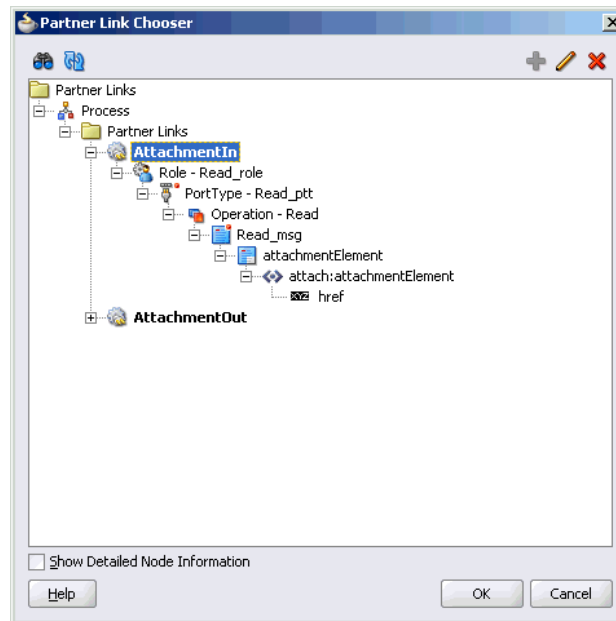 Partner Link Chooser
Partner Links
Process
Partner Links
AttachmentIn
Role - Read_role
PortType - Read_ptt
Operation - Read
Read_msg
attachmentElement
attach:attachmentElement
XYZ href
AttachmentOut
Show Detailed Node Information
Help OK Cancel